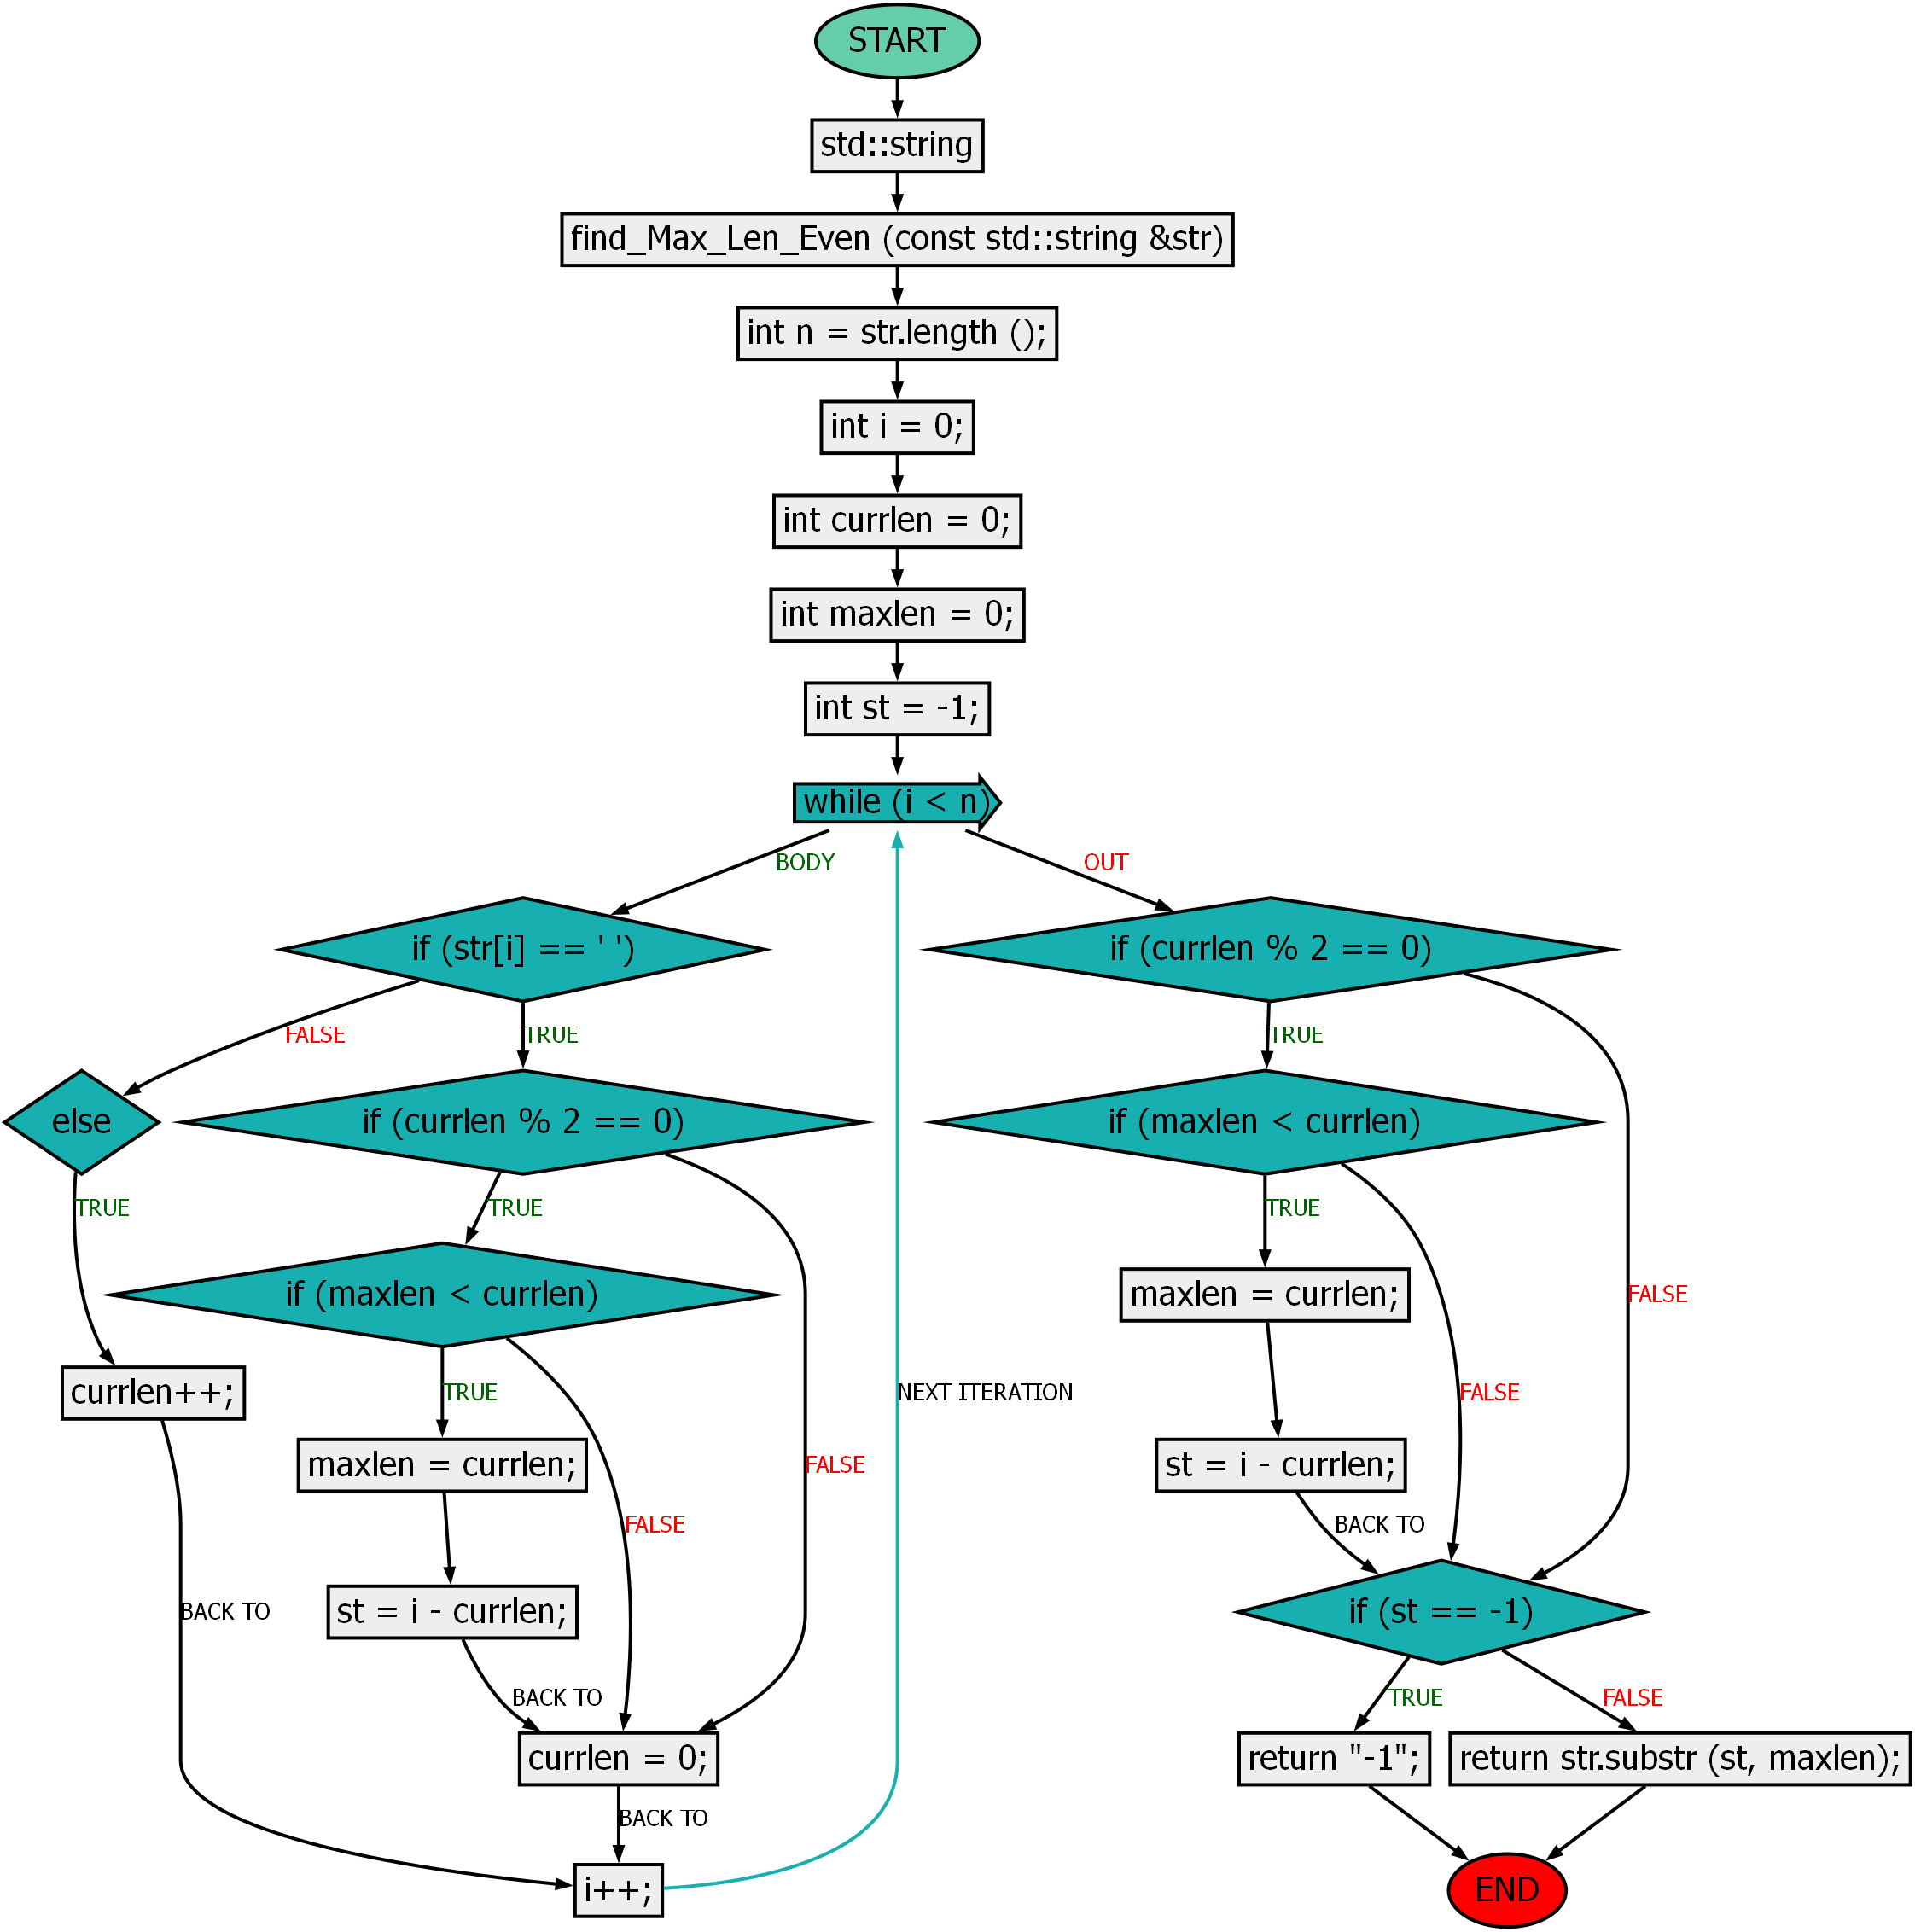 START
std::string
find_Max_Len_Even (const std::string &str)
int n = str.length ();
int i = 0;
int currlen = 0;
int maxlen = 0;
int st = -1;
while (i < n)
BODY
OUT
if (str[i] == ' ')
if (currlen % 2 == 0)
FALSE
TRUE
TRUE
else
if (currlen % 2 == 0)
if (maxlen < currlen)
TRUE
TRUE
TRUE
if (maxlen < currlen)
maxlen = currlen;
FALSE
currlen++;
TRUE
NEXT ITERATION
FALSE
maxlen = currlen;
FALSE
st = i - currlen;
FALSE
BACK TO
BACK TO
st = i - currlen;
if (st == -1)
BACK TO
TRUE
FALSE
currlen = 0;
return "-1";
return str.substr (st, maxlen);
BACK TO
i++;
END